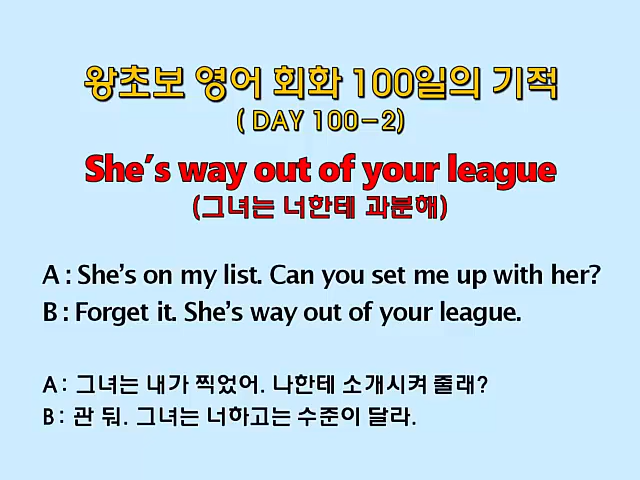 왕초보 영어 회화 100일의 기적
( DAY 100-2)
She's way out of your league
(그녀는 너한테 과분해)
A : She's on my list. Can you set me up with her?
B : Forget it. She's way out of your league.
A : 그녀는 내가 찍었어. 나한테 소개시켜 줄래?
B : 관 둬. 그녀는 너하고는 수준이 달라.